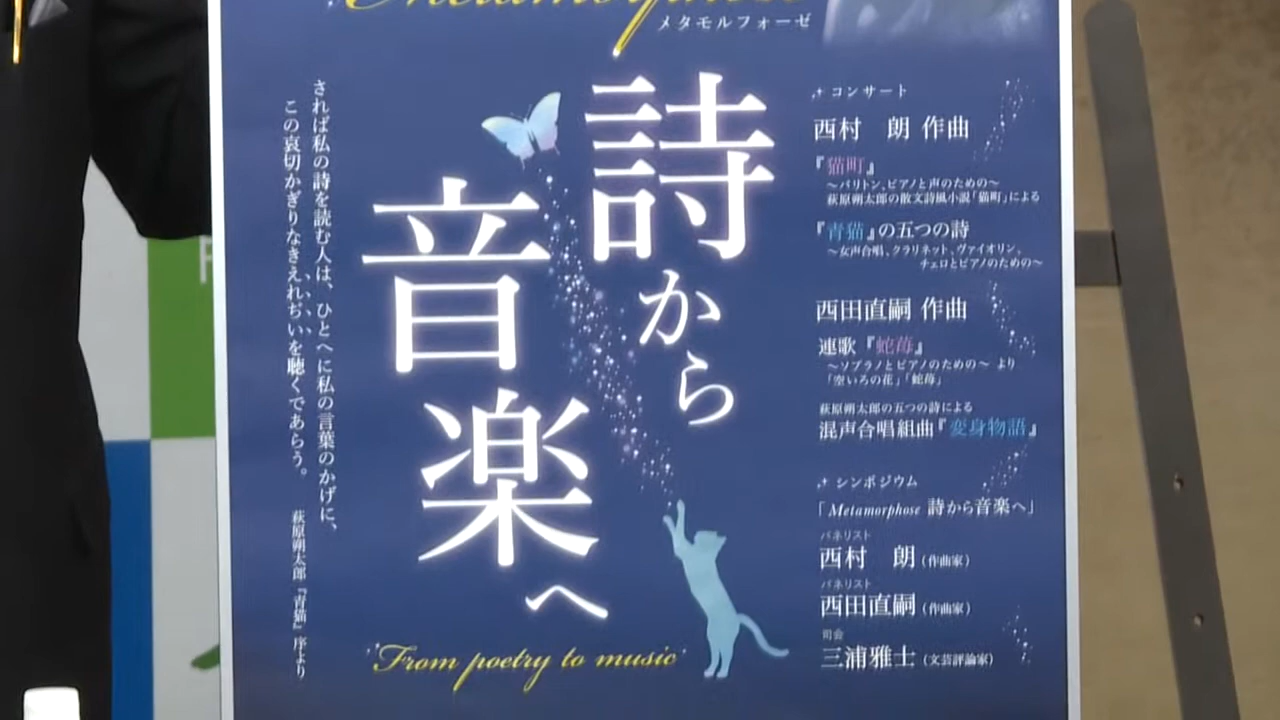 Metamorphose
メタモルフォーゼ
詩から
音楽へ
From poetry to music
されば私の詩を読む人は、ひとへに私の言葉のかげに、
この哀切かぎりなきえれぢいを聴くであらう。
萩原朔太郎『青猫』序より
コンサート
西村 朗 作曲
『猫町』
～バリトン、ピアノと声のための～
萩原朔太郎の散文詩風小説「猫町」による
『青猫』の五つの詩
～女声合唱、クラリネット、ヴァイオリン、
チェロとピアノのための～
西田直嗣 作曲
連歌『蛇苺』
～ソプラノとピアノのための～ より
「空いろの花」「蛇苺」
萩原朔太郎の五つの詩による
混声合唱組曲『変身物語』
シンポジウム
「Metamorphose 詩から音楽へ」
パネリスト
西村 朗(作曲家)
パネリスト
西田直嗣(作曲家)
司会
三浦雅士(文芸評論家)